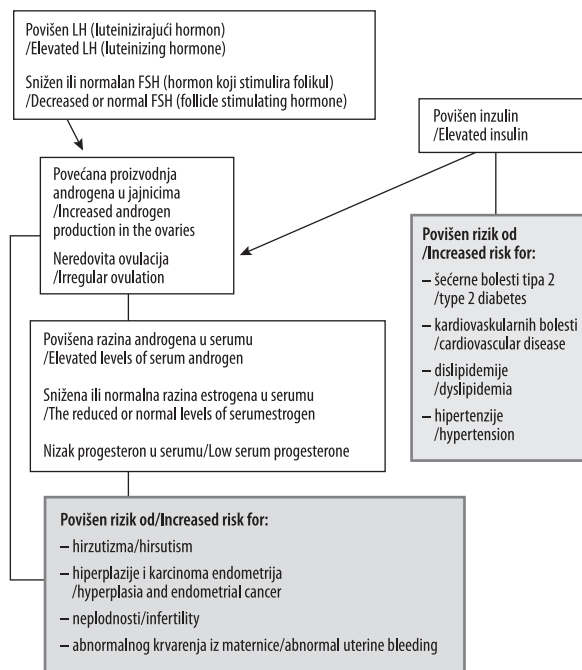 Povišen LH (luteinizirajući hormon)
/Elevated LH (luteinizing hormone)
Snižen ili normalan FSH (hormon koji stimulira folikul)
/Decreased or normal FSH (follicle stimulating hormone)
Povišen inzulin
/Elevated insulin
Povećana proizvodnja
androgena u jajnicima
/Increased androgen
production in the ovaries
Neredovita ovulacija
/Irregular ovulation
Povišen rizik od
/Increased risk for:
– šećerne bolesti tipa 2
/type 2 diabetes
– kardiovaskularnih bolesti
/cardiovascular disease
– dislipidemije
/dyslipidemia
– hipertenzije
/hypertension
Povišena razina androgena u serumu
/Elevated levels of serum androgen
Snižena ili normalna razina estrogena u serumu
/The reduced or normal levels of serumestrogen
Nizak progesteron u serumu/Low serum progesterone
Povišen rizik od/Increased risk for:
– hirzutizma/hirsutism
– hiperplazije i karcinoma endometrija
/hyperplasia and endometrial cancer
– neplodnosti/infertility
– abnormalnog krvarenja iz maternice/abnormal uterine bleeding